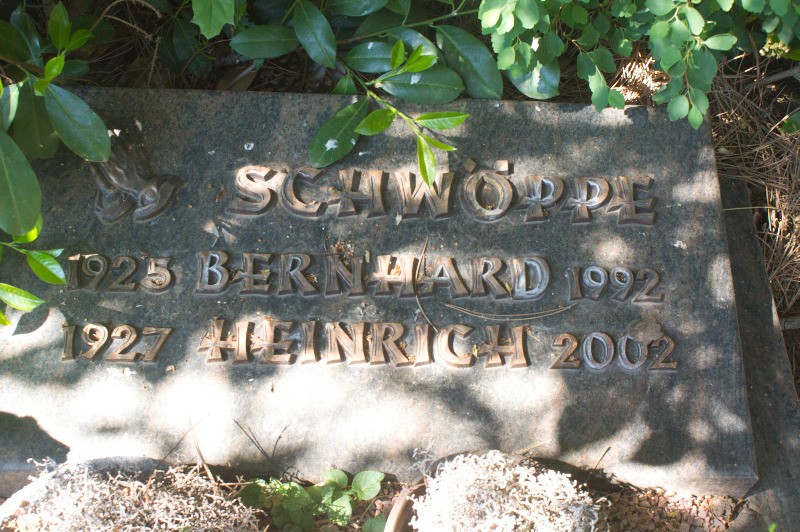 SCHWÖPPE
1925 BERNHARD 1992
1927 HEINRICH 2002